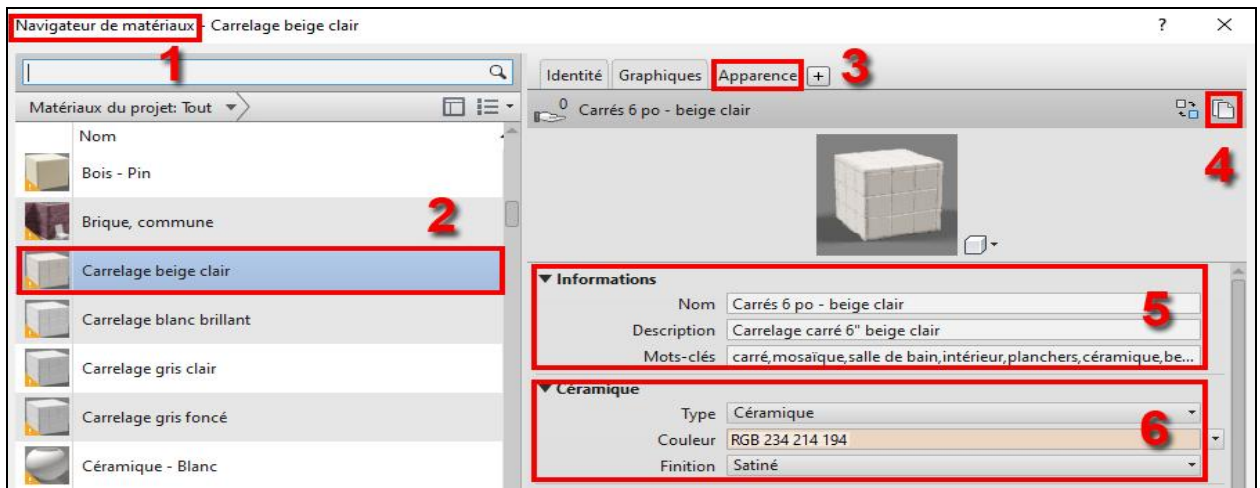 Navigateur de matériaux - Carrelage beige clair
?
1
Identité Graphiques Apparence + 3
Matériaux du projet: Tout
0 Carrés 6 po - beige clair
4
Nom
Bois - Pin
Brique, commune
2
Carrelage beige clair
Carrelage blanc brillant
Carrelage gris clair
Carrelage gris foncé
Céramique - Blanc
Informations
Nom Carrés 6 po - beige clair
Description Carrelage carré 6" beige clair
Mots-clés carré,mosaïque,salle de bain,intérieur,planchers,céramique,be...
5
Céramique
Type Céramique
Couleur RGB 234 214 194
Finition Satiné
6